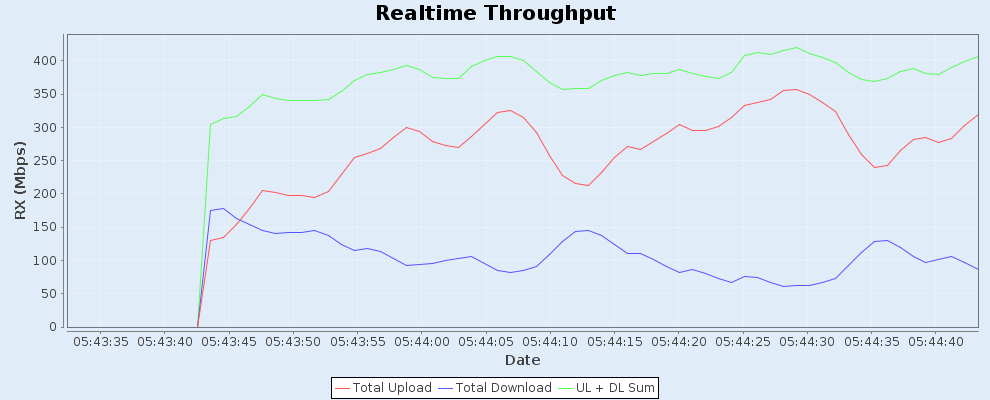 Realtime Throughput
RX (Mbps)
400
350
300
250
200
150
100
50
0
05:43:35 05:43:40 05:43:45 05:43:50 05:43:55 05:44:00 05:44:05 05:44:10 05:44:15 05:44:20 05:44:25 05:44:30 05:44:35 05:44:40
Date
Total Upload Total Download UL + DL Sum